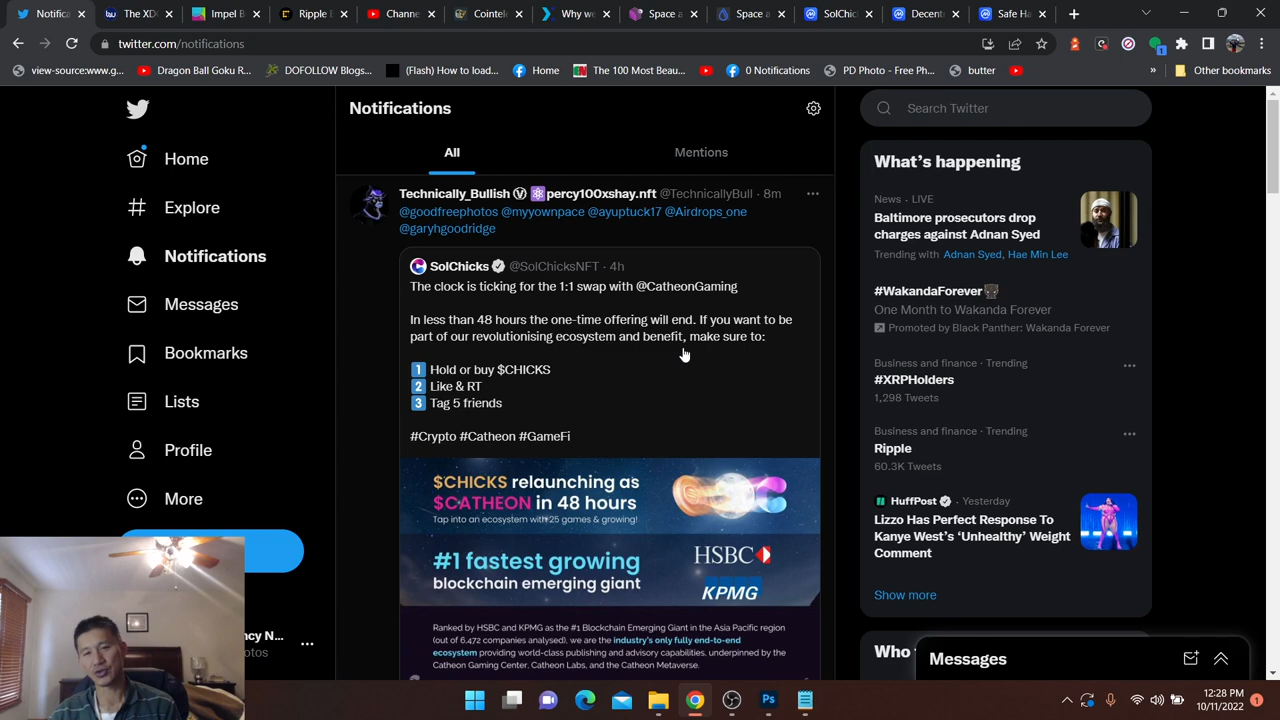 Notifica
The XDC
Impel B
Ripple E
Channe
Cointele
Why we
Space a
Space a
SolChick
Decentr
Safe Ha
twitter.com/notifications
view-source:www.g...
Dragon Ball Goku R...
DOFOLLOW Blogs...
(Flash) How to load...
Home
The 100 Most Beau...
0 Notifications
PD Photo - Free Ph...
butter
»
Other bookmarks
Home
Explore
Notifications
Messages
Bookmarks
Lists
Profile
More
ncy N...
otos
Notifications
All
Mentions
Technically_Bullish Ⓥ ⚛percy100xshay.nft @TechnicallyBull · 8m
@goodfreephotos @myyownpace @ayuptuck17 @Airdrops_one
@garyhgoodridge
SolChicks @SolChicksNFT · 4h
The clock is ticking for the 1:1 swap with @CatheonGaming
In less than 48 hours the one-time offering will end. If you want to be
part of our revolutionising ecosystem and benefit, make sure to:
1 Hold or buy $CHICKS
2 Like & RT
3 Tag 5 friends
#Crypto #Catheon #GameFi
$CHICKS relaunching as
$CATHEON in 48 hours
Tap into an ecosystem with 25 games & growing!
#1 fastest growing
blockchain emerging giant
HSBC
KPMG
Ranked by HSBC and KPMG as the #1 Blockchain Emerging Giant in the Asia Pacific region
(out of 6,472 companies analysed), we are the industry's only fully end-to-end
ecosystem providing world-class publishing and advisory capabilities, underpinned by the
Catheon Gaming Center, Catheon Labs, and the Catheon Metaverse.
Search Twitter
What's happening
News · LIVE
Baltimore prosecutors drop
charges against Adnan Syed
Trending with Adnan Syed, Hae Min Lee
#WakandaForever
One Month to Wakanda Forever
Promoted by Black Panther: Wakanda Forever
Business and finance · Trending
#XRPHolders
1,298 Tweets
Business and finance · Trending
Ripple
60.3K Tweets
HuffPost · Yesterday
Lizzo Has Perfect Response To
Kanye West's 'Unhealthy' Weight
Comment
Show more
Who
Messages
12:28 PM
10/11/2022
1